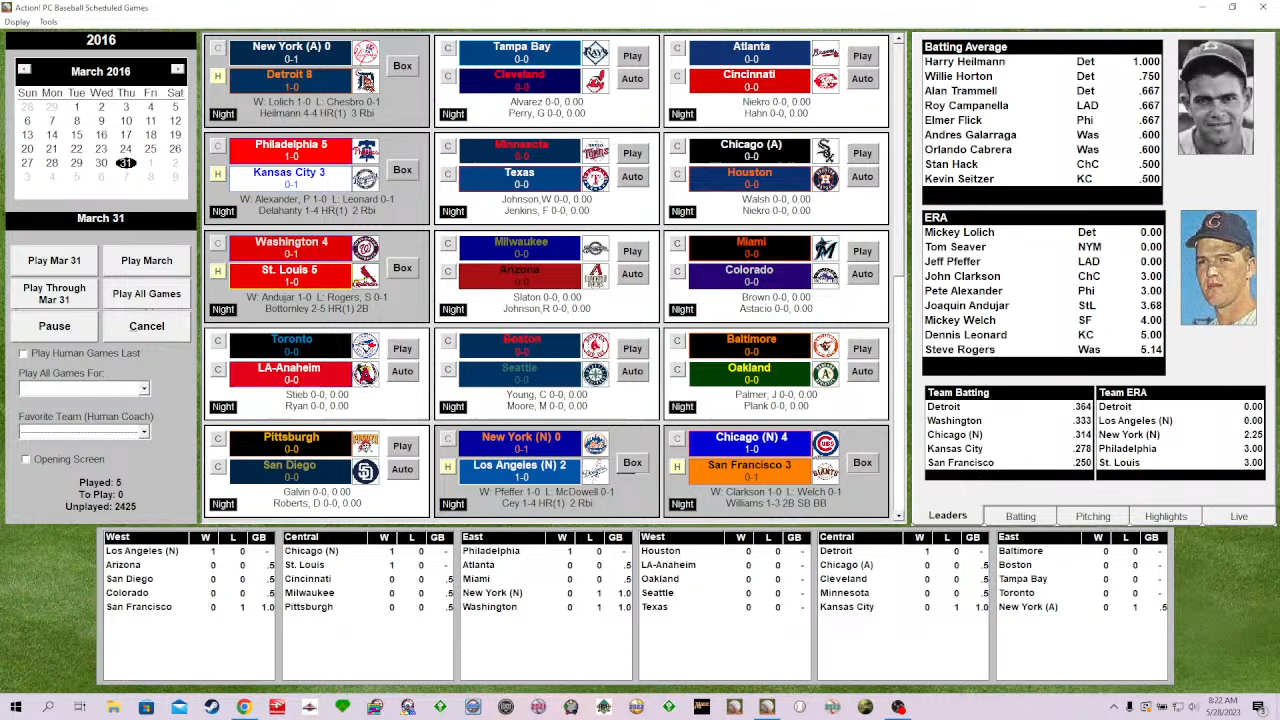 Action! PC Baseball Scheduled Games
Display Tools
2016
March 2016
Sun Mon Tue Wed Thu Fri Sat
28 29 1 2 3 4 5
6 7 8 9 10 11 12
13 14 15 16 17 18 19
20 21 22 23 24 25 26
27 28 29 30 31 1 2
3 4 5 6 7 8 9
March 31
Play Mar 31
Play March
Play Through
Mar 31
Play All Games
Pause
Cancel
Play Human Games Last
Play All Games For:
Favorite Team (Human Coach)
Opening Screen
Played: 5
To Play: 0
Unplayed: 2425
C New York (A) 0
0-1
H Detroit 8
1-0
Box
W: Lolich 1-0 L: Chesbro 0-1
Night Heilmann 4-4 HR(1) 3 Rbi
C Tampa Bay
0-0
Play
C Cleveland
0-0
Auto
Alvarez 0-0, 0.00
Night Perry, G 0-0, 0.00
C Atlanta
0-0
Play
C Cincinnati
0-0
Auto
Niekro 0-0, 0.00
Night Hahn 0-0, 0.00
C Philadelphia 5
1-0
H Kansas City 3
0-1
Box
W: Alexander, P 1-0 L: Leonard 0-1
Night Delahanty 1-4 HR(1) 2 Rbi
C Minnesota
0-0
Play
C Texas
0-0
Auto
Johnson,W 0-0, 0.00
Night Jenkins, F 0-0, 0.00
C Chicago (A)
0-0
Play
C Houston
0-0
Auto
Walsh 0-0, 0.00
Night Niekro 0-0, 0.00
C Washington 4
0-1
H St. Louis 5
1-0
Box
W: Andujar 1-0 L: Rogers, S 0-1
Night Bottomley 2-5 HR(1) 2B
C Milwaukee
0-0
Play
C Arizona
0-0
Auto
Slaton 0-0, 0.00
Night Johnson,R 0-0, 0.00
C Miami
0-0
Play
C Colorado
0-0
Auto
Brown 0-0, 0.00
Night Astacio 0-0, 0.00
C Toronto
0-0
Play
C LA-Anaheim
0-0
Auto
Stieb 0-0, 0.00
Night Ryan 0-0, 0.00
C Boston
0-0
Play
C Seattle
0-0
Auto
Young, C 0-0, 0.00
Night Moore, M 0-0, 0.00
C Baltimore
0-0
Play
C Oakland
0-0
Auto
Palmer, J 0-0, 0.00
Night Plank 0-0, 0.00
C Pittsburgh
0-0
Play
C San Diego
0-0
Auto
Galvin 0-0, 0.00
Night Roberts, D 0-0, 0.00
C New York (N) 0
0-1
H Los Angeles (N) 2
1-0
Box
W: Pfeffer 1-0 L: McDowell 0-1
Night Cey 1-4 HR(1) 2 Rbi
C Chicago (N) 4
1-0
H San Francisco 3
0-1
Box
W: Clarkson 1-0 L: Welch 0-1
Night Williams 1-3 2B SB BB
Batting Average
Harry Heilmann Det 1.000
Willie Horton Det .750
Alan Trammell Det .667
Roy Campanella LAD .667
Elmer Flick Phi .667
Andres Galarraga Was .600
Orlando Cabrera Was .600
Stan Hack ChC .500
Kevin Seitzer KC .500
ERA
Mickey Lolich Det 0.00
Tom Seaver NYM 0.00
Jeff Pfeffer LAD 0.00
John Clarkson ChC 3.00
Pete Alexander Phi 3.00
Joaquin Andujar StL 3.68
Mickey Welch SF 4.00
Dennis Leonard KC 5.00
Steve Rogers Was 5.14
Team Batting
Detroit .364
Washington .333
Chicago (N) .314
Kansas City .278
San Francisco .250
Team ERA
Detroit 0.00
Los Angeles (N) 0.00
New York (N) 2.25
Philadelphia 3.00
St. Louis 3.00
Leaders Batting Pitching Highlights Live
West W L GB
Los Angeles (N) 1 0 -
Arizona 0 0 .5
San Diego 0 0 .5
Colorado 0 0 .5
San Francisco 0 1 1.0
Central W L GB
Chicago (N) 1 0 -
St. Louis 1 0 -
Cincinnati 0 0 .5
Milwaukee 0 0 .5
Pittsburgh 0 0 .5
East W L GB
Philadelphia 1 0 -
Atlanta 0 0 .5
Miami 0 0 .5
New York (N) 0 1 1.0
Washington 0 1 1.0
West W L GB
Houston 0 0 -
LA-Anaheim 0 0 -
Oakland 0 0 -
Seattle 0 0 -
Texas 0 0 -
Central W L GB
Detroit 1 0 -
Chicago (A) 0 0 .5
Cleveland 0 0 .5
Minnesota 0 0 .5
Kansas City 0 1 1.0
East W L GB
Baltimore 0 0 -
Boston 0 0 -
Tampa Bay 0 0 -
Toronto 0 0 -
New York (A) 0 1 .5
8:22 AM
5/28/2023